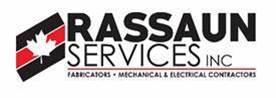 RASSAUN
SERVICES INC
FABRICATORS • MECHANICAL & ELECTRICAL CONTRACTORS